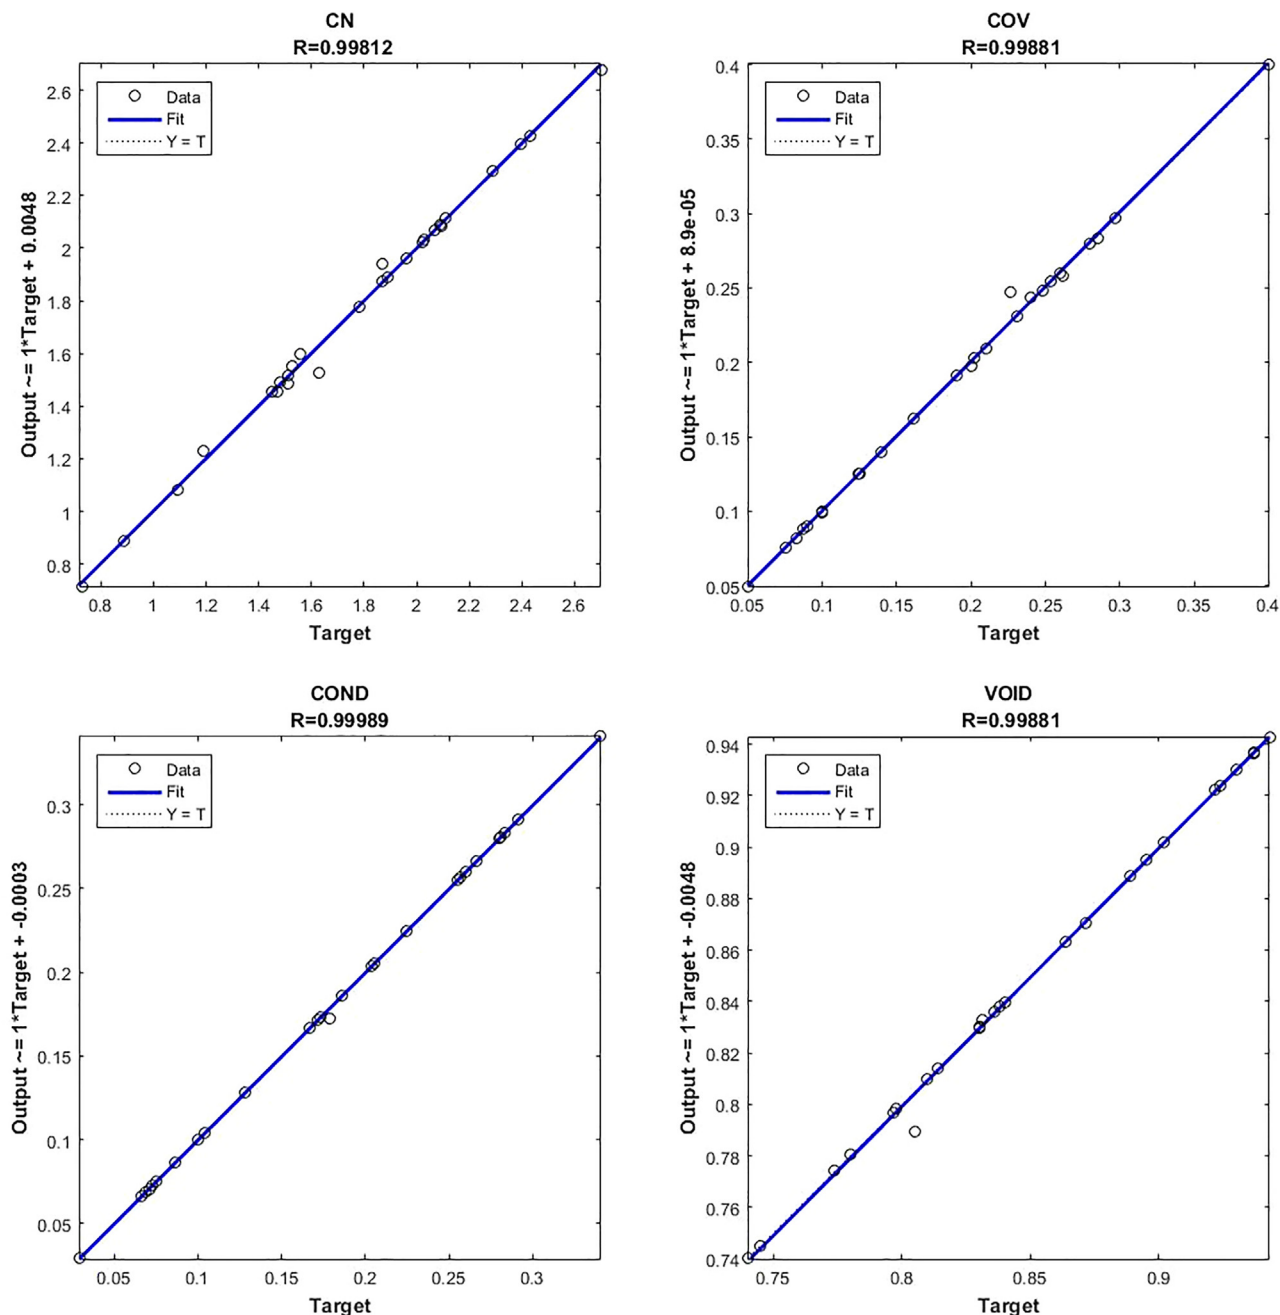 CN
R=0.99812
Data
Fit
Y = T
2.6
2.4
2.2
2
1.8
1.6
1.4
1.2
1
0.8
Output ~= 1*Target + 0.0048
0.8 1 1.2 1.4 1.6 1.8 2 2.2 2.4 2.6
Target
COV
R=0.99881
Data
Fit
Y = T
0.4
0.35
0.3
0.25
0.2
0.15
0.1
0.05
Output ~= 1*Target + 8.9e-05
0.05 0.1 0.15 0.2 0.25 0.3 0.35 0.4
Target
COND
R=0.99989
Data
Fit
Y = T
0.3
0.25
0.2
0.15
0.1
0.05
Output ~= 1*Target + -0.0003
0.05 0.1 0.15 0.2 0.25 0.3
Target
VOID
R=0.99881
Data
Fit
Y = T
0.94
0.92
0.9
0.88
0.86
0.84
0.82
0.8
0.78
0.76
0.74
Output ~= 1*Target + -0.0048
0.75 0.8 0.85 0.9
Target